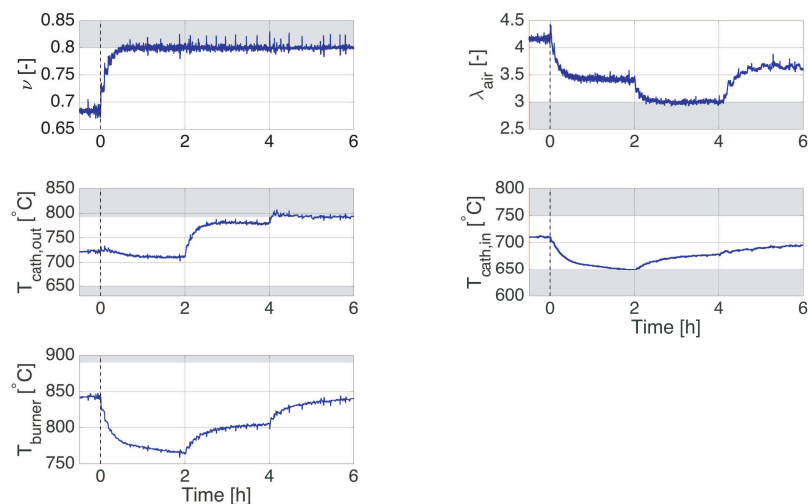 0.85
0.8
0.75
0.7
0.65
ν [-]
0 2 4 6
4.5
4
3.5
3
2.5
λair [-]
0 2 4 6
850
800
750
700
650
Tcath,out [°C]
0 2 4 6
800
750
700
650
600
Tcath,in [°C]
0 2 4 6
Time [h]
900
850
800
750
Tburner [°C]
0 2 4 6
Time [h]